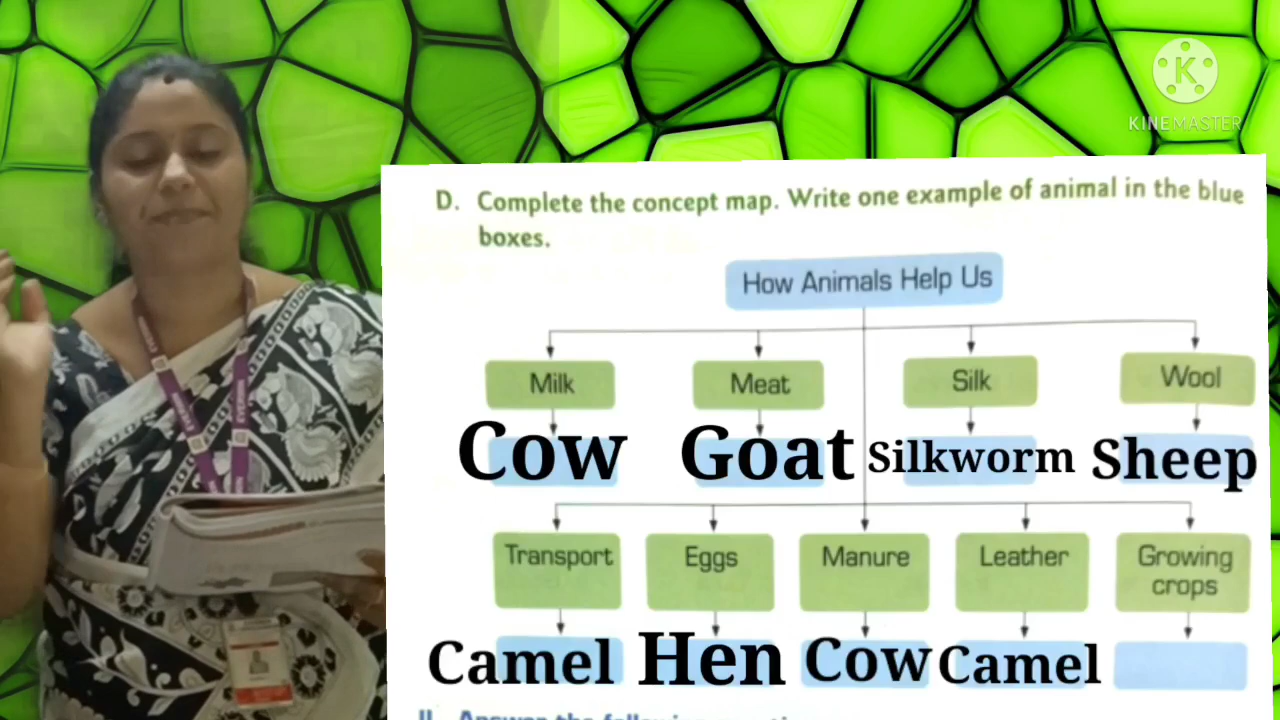 KINEMASTER
D. Complete the concept map. Write one example of animal in the blue
boxes.
How Animals Help Us
Milk Meat Silk Wool
Cow Goat Silkworm Sheep
Transport Eggs Manure Leather Growing
crops
Camel Hen Cow Camel